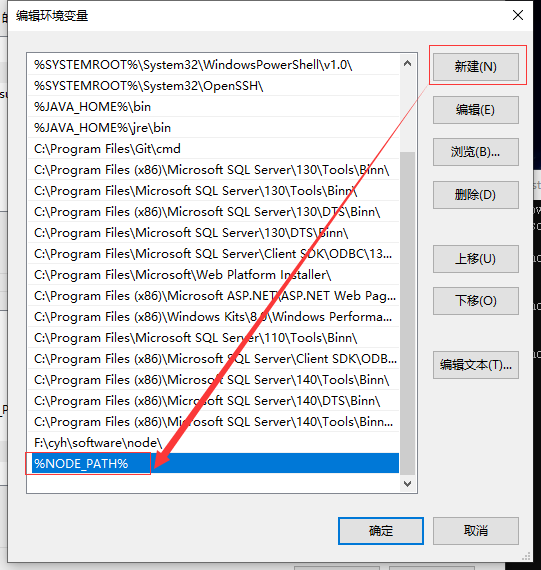 编辑环境变量
%SYSTEMROOT%\System32\WindowsPowerShell\v1.0\
%SYSTEMROOT%\System32\OpenSSH\
%JAVA_HOME%\bin
%JAVA_HOME%\jre\bin
C:\Program Files\Git\cmd
C:\Program Files (x86)\Microsoft SQL Server\130\Tools\Binn\
C:\Program Files\Microsoft SQL Server\130\Tools\Binn\
C:\Program Files (x86)\Microsoft SQL Server\130\DTS\Binn\
C:\Program Files\Microsoft SQL Server\130\DTS\Binn\
C:\Program Files\Microsoft SQL Server\Client SDK\ODBC\13...
C:\Program Files\Microsoft\Web Platform Installer\
C:\Program Files (x86)\Microsoft ASP.NET\ASP.NET Web Pag...
C:\Program Files (x86)\Windows Kits\8.0\Windows Performa...
C:\Program Files\Microsoft SQL Server\110\Tools\Binn\
C:\Program Files (x86)\Microsoft SQL Server\Client SDK\ODB...
C:\Program Files (x86)\Microsoft SQL Server\140\Tools\Binn\
C:\Program Files (x86)\Microsoft SQL Server\140\DTS\Binn\
C:\Program Files (x86)\Microsoft SQL Server\140\Tools\Binn...
F:\cyh\software\node\
%NODE_PATH%
新建(N)
编辑(E)
浏览(B)...
删除(D)
上移(U)
下移(O)
编辑文本(T)...
确定
取消